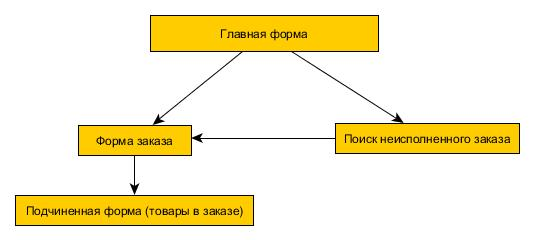 Главная форма
Форма заказа
Поиск неисполненного заказа
Подчиненная форма (товары в заказе)